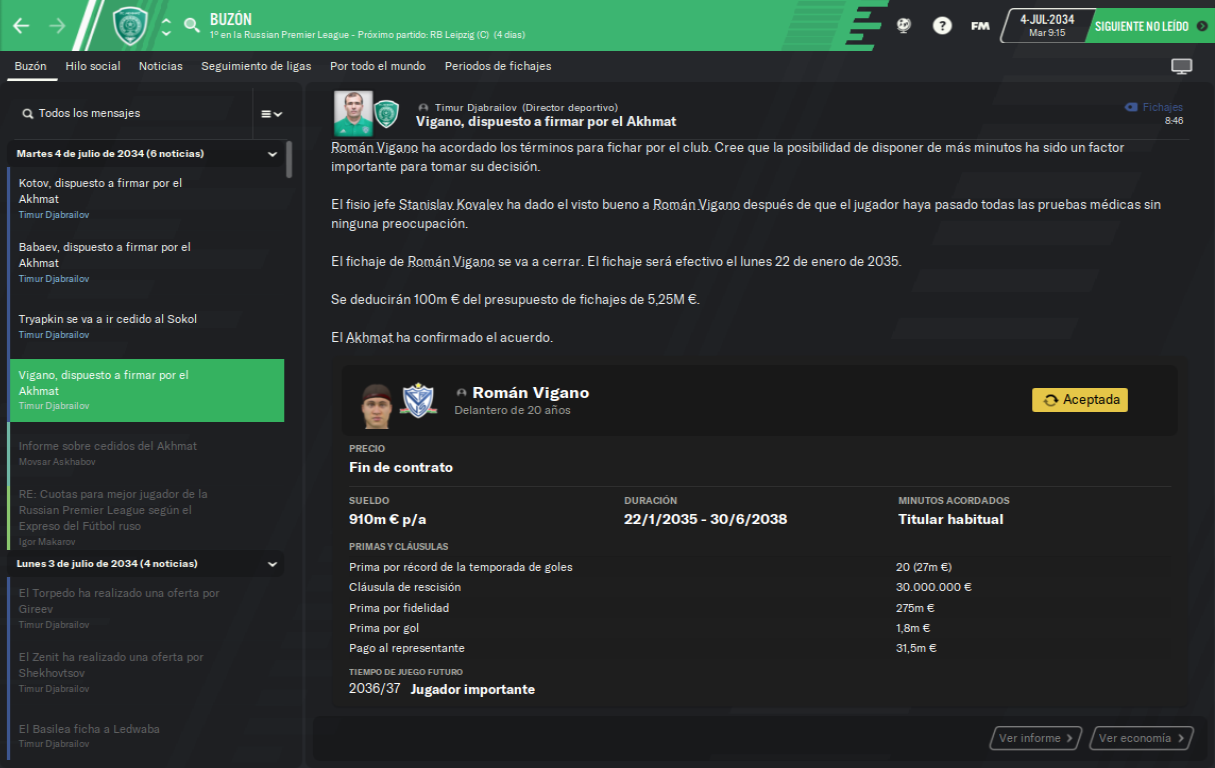 BUZÓN
1º en la Russian Premier League - Próximo partido: RB Leipzig (C) (4 días)
?
FM
4-JUL-2034
Mar 9:15
SIGUIENTE NO LEÍDO
Buzón Hilo social Noticias Seguimiento de ligas Por todo el mundo Periodos de fichajes
Todos los mensajes
Martes 4 de julio de 2034 (6 noticias)
Kotov, dispuesto a firmar por el
Akhmat
Timur Djabrailov
Babaev, dispuesto a firmar por el
Akhmat
Timur Djabrailov
Tryapkin se va a ir cedido al Sokol
Timur Djabrailov
Vigano, dispuesto a firmar por el
Akhmat
Timur Djabrailov
Informe sobre cedidos del Akhmat
Movsar Askhabov
RE: Cuotas para mejor jugador de la
Russian Premier League según el
Expreso del Fútbol ruso
Igor Makarov
Lunes 3 de julio de 2034 (4 noticias)
El Torpedo ha realizado una oferta por
Gireev
Timur Djabrailov
El Zenit ha realizado una oferta por
Shekhovtsov
Timur Djabrailov
El Basilea ficha a Ledwaba
Timur Djabrailov
Timur Djabrailov (Director deportivo)
Vigano, dispuesto a firmar por el Akhmat
Fichajes
8:46
Román Vigano ha acordado los términos para fichar por el club. Cree que la posibilidad de disponer de más minutos ha sido un factor
importante para tomar su decisión.
El fisio jefe Stanislav Kovalev ha dado el visto bueno a Román Vigano después de que el jugador haya pasado todas las pruebas médicas sin
ninguna preocupación.
El fichaje de Román Vigano se va a cerrar. El fichaje será efectivo el lunes 22 de enero de 2035.
Se deducirán 100m € del presupuesto de fichajes de 5,25M €.
El Akhmat ha confirmado el acuerdo.
Román Vigano
Delantero de 20 años
Aceptada
PRECIO
Fin de contrato
SUELDO DURACIÓN MINUTOS ACORDADOS
910m € p/a 22/1/2035 - 30/6/2038 Titular habitual
PRIMAS Y CLÁUSULAS
Prima por récord de la temporada de goles 20 (27m €)
Cláusula de rescisión 30.000.000 €
Prima por fidelidad 275m €
Prima por gol 1,8m €
Pago al representante 31,5m €
TIEMPO DE JUEGO FUTURO
2036/37 Jugador importante
Ver informe Ver economía